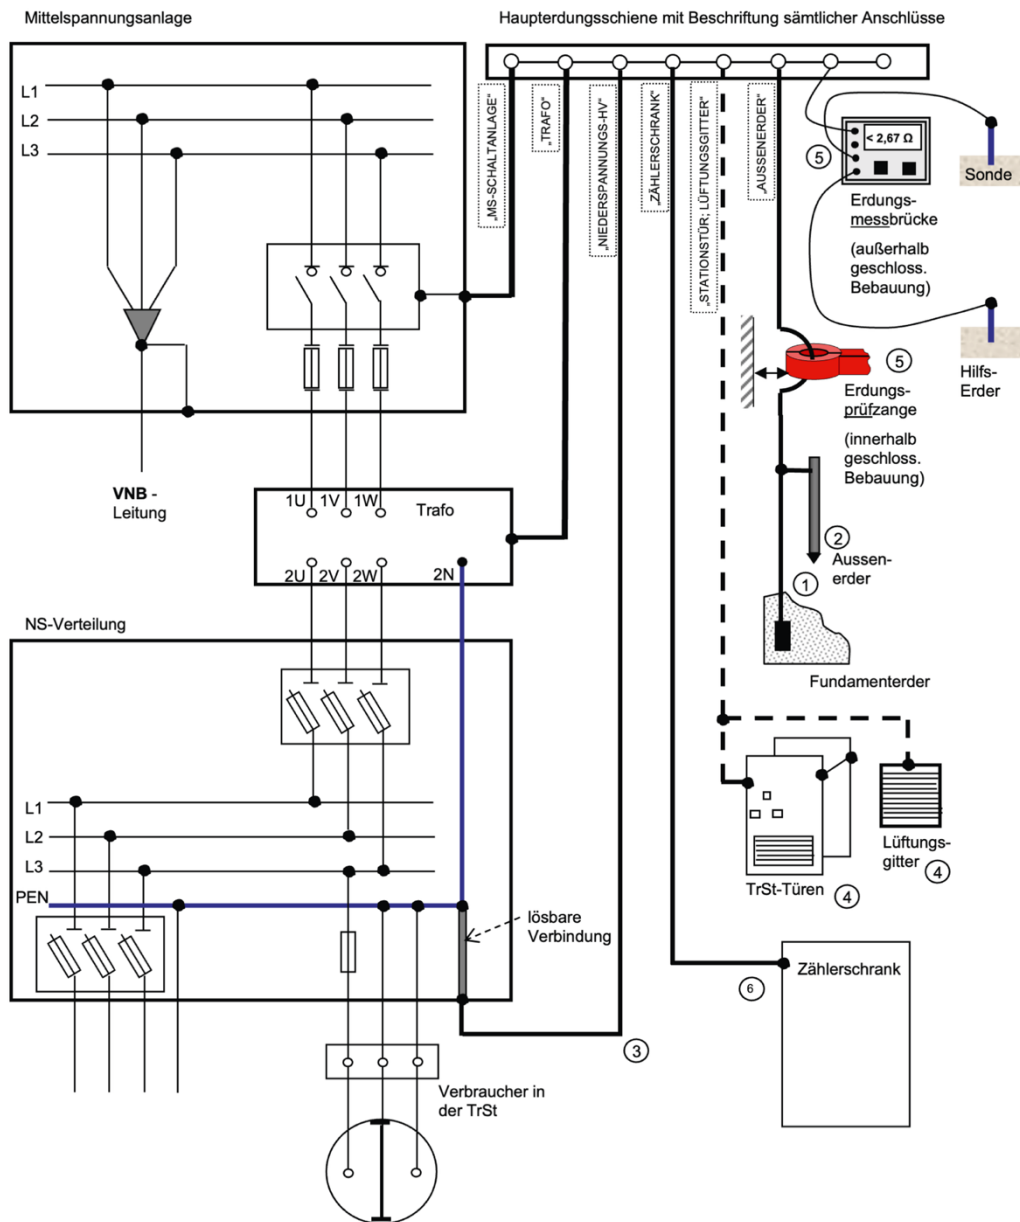 Mittelspannungsanlage
Haupterdungsschiene mit Beschriftung sämtlicher Anschlüsse
L1
L2
L3
„MS-SCHALTANLAGE"
„TRAFO"
„NIEDERSPANNUNGS-HV"
„ZÄHLERSCHRANK"
„STATIONSTÜR; LÜFTUNGSGITTER"
„AUSSENERDER"
< 2,67 Ω
5
Sonde
Erdungs-
messbrücke
(außerhalb
geschloss.
Bebauung)
5
Hilfs-
Erder
Erdungs-
prüfzange
(innerhalb
geschloss.
Bebauung)
VNB -
Leitung
1U 1V 1W
Trafo
2U 2V 2W 2N
2
Aussen-
erder
1
Fundamenterder
NS-Verteilung
L1
L2
L3
PEN
lösbare
Verbindung
TrSt-Türen
4
Lüftungs-
gitter
4
Zählerschrank
6
3
Verbraucher in
der TrSt